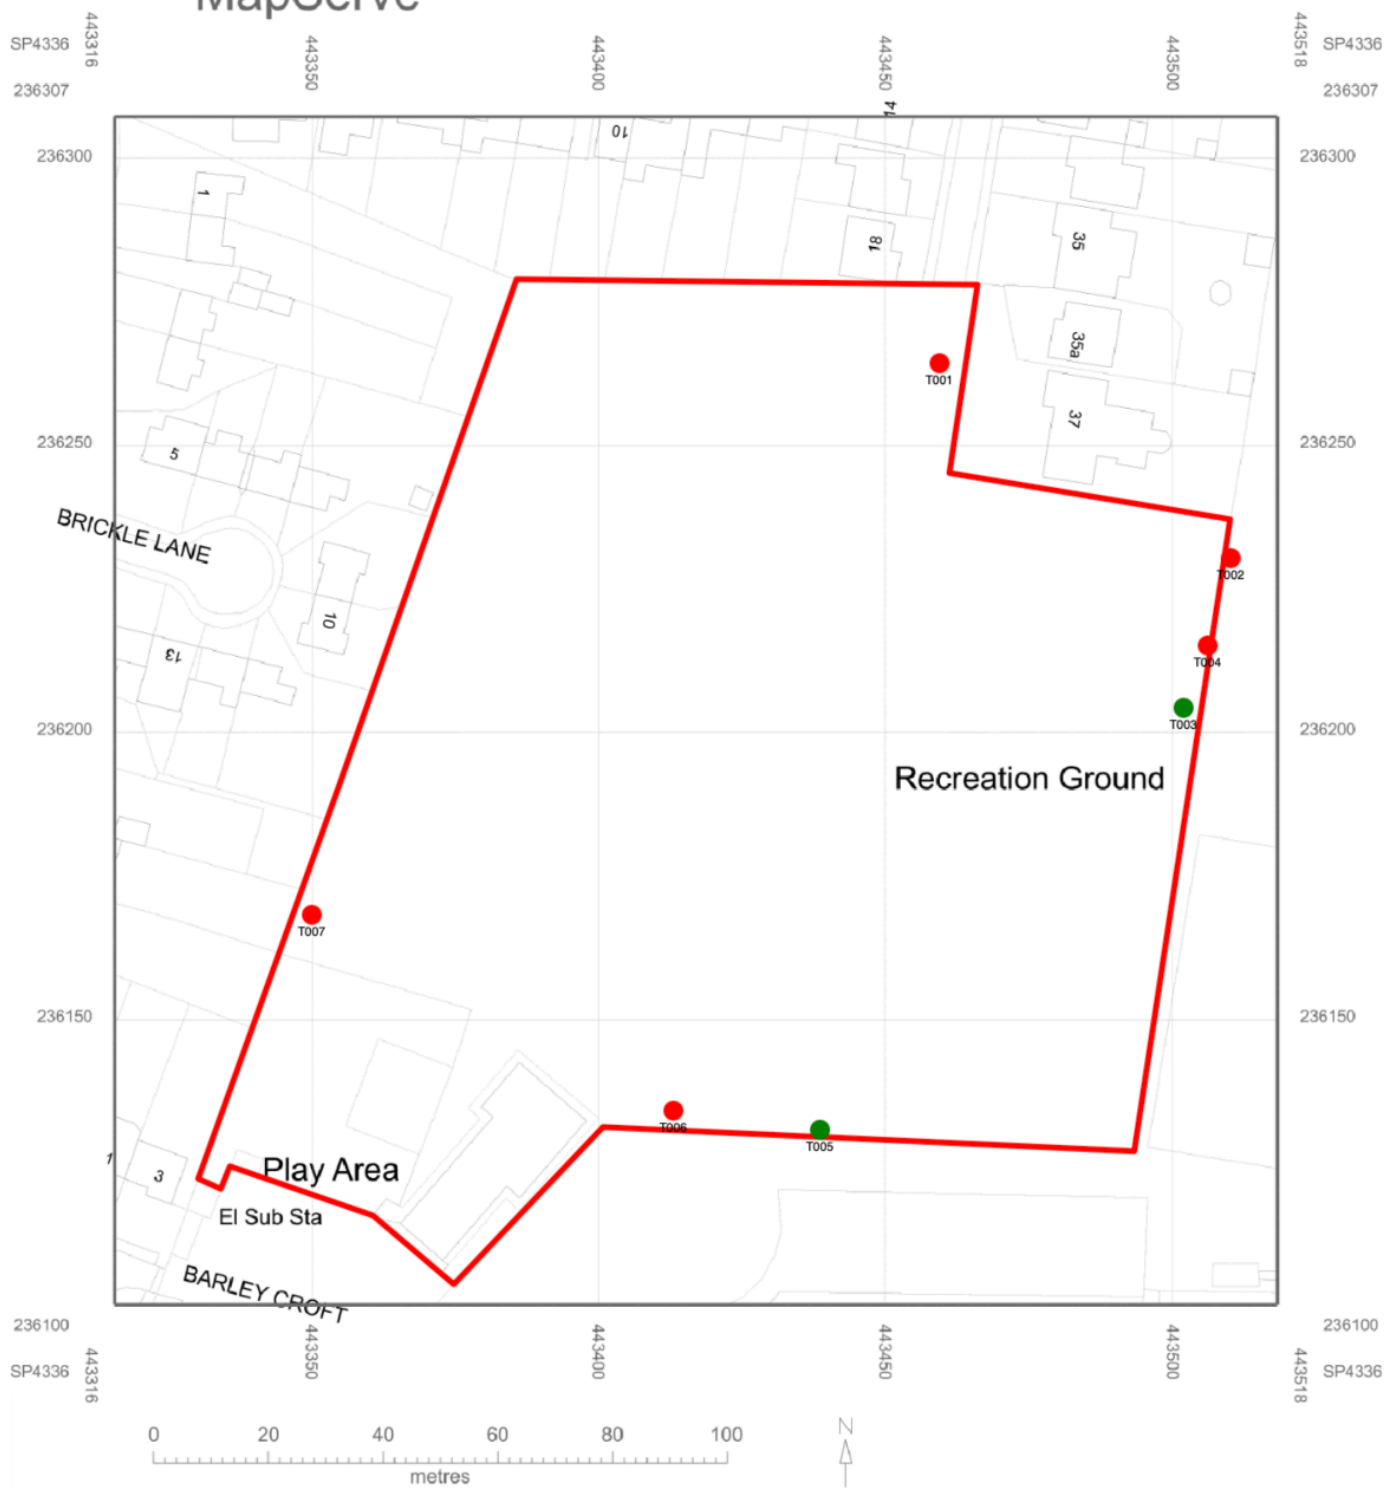 MapServe
443316
443518
SP4336
443350
443400
443450
443500
SP4336
236307
236307
14
10
236300
236300
1
18
35
35a
T001
37
236250
236250
5
BRICKLE LANE
T002
10
13
T004
T003
236200
236200
Recreation Ground
T007
236150
236150
T006
T005
1
3
Play Area
El Sub Sta
BARLEY CROFT
236100
236100
443350
443400
443450
443500
SP4336
443316
443518
SP4336
0 20 40 60 80 100
metres
N